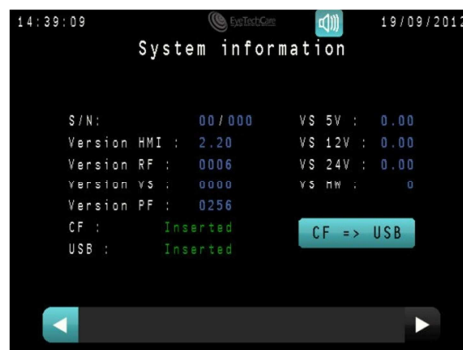 14:39:09 EyeTechCare 19/09/2012
System information
S/N: 00/000 VS 5V : 0.00
Version HMI : 2.20 VS 12V : 0.00
Version RF : 0006 VS 24V : 0.00
Version VS : 0000 VS HW : 0
Version PF : 0256
CF : Inserted
CF => USB
USB : Inserted